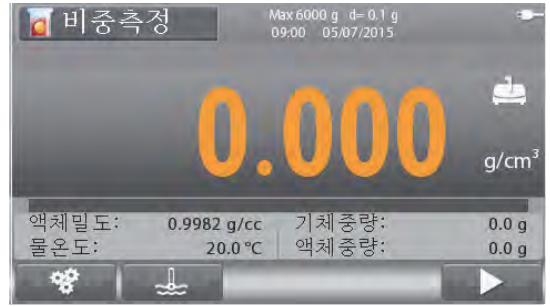 비중측정
Max 6000 g d= 0.1 g
09:00 05/07/2015
0.000
g/cm³
액체밀도: 0.9982 g/cc 기체중량: 0.0 g
물온도: 20.0 °C 액체중량: 0.0 g